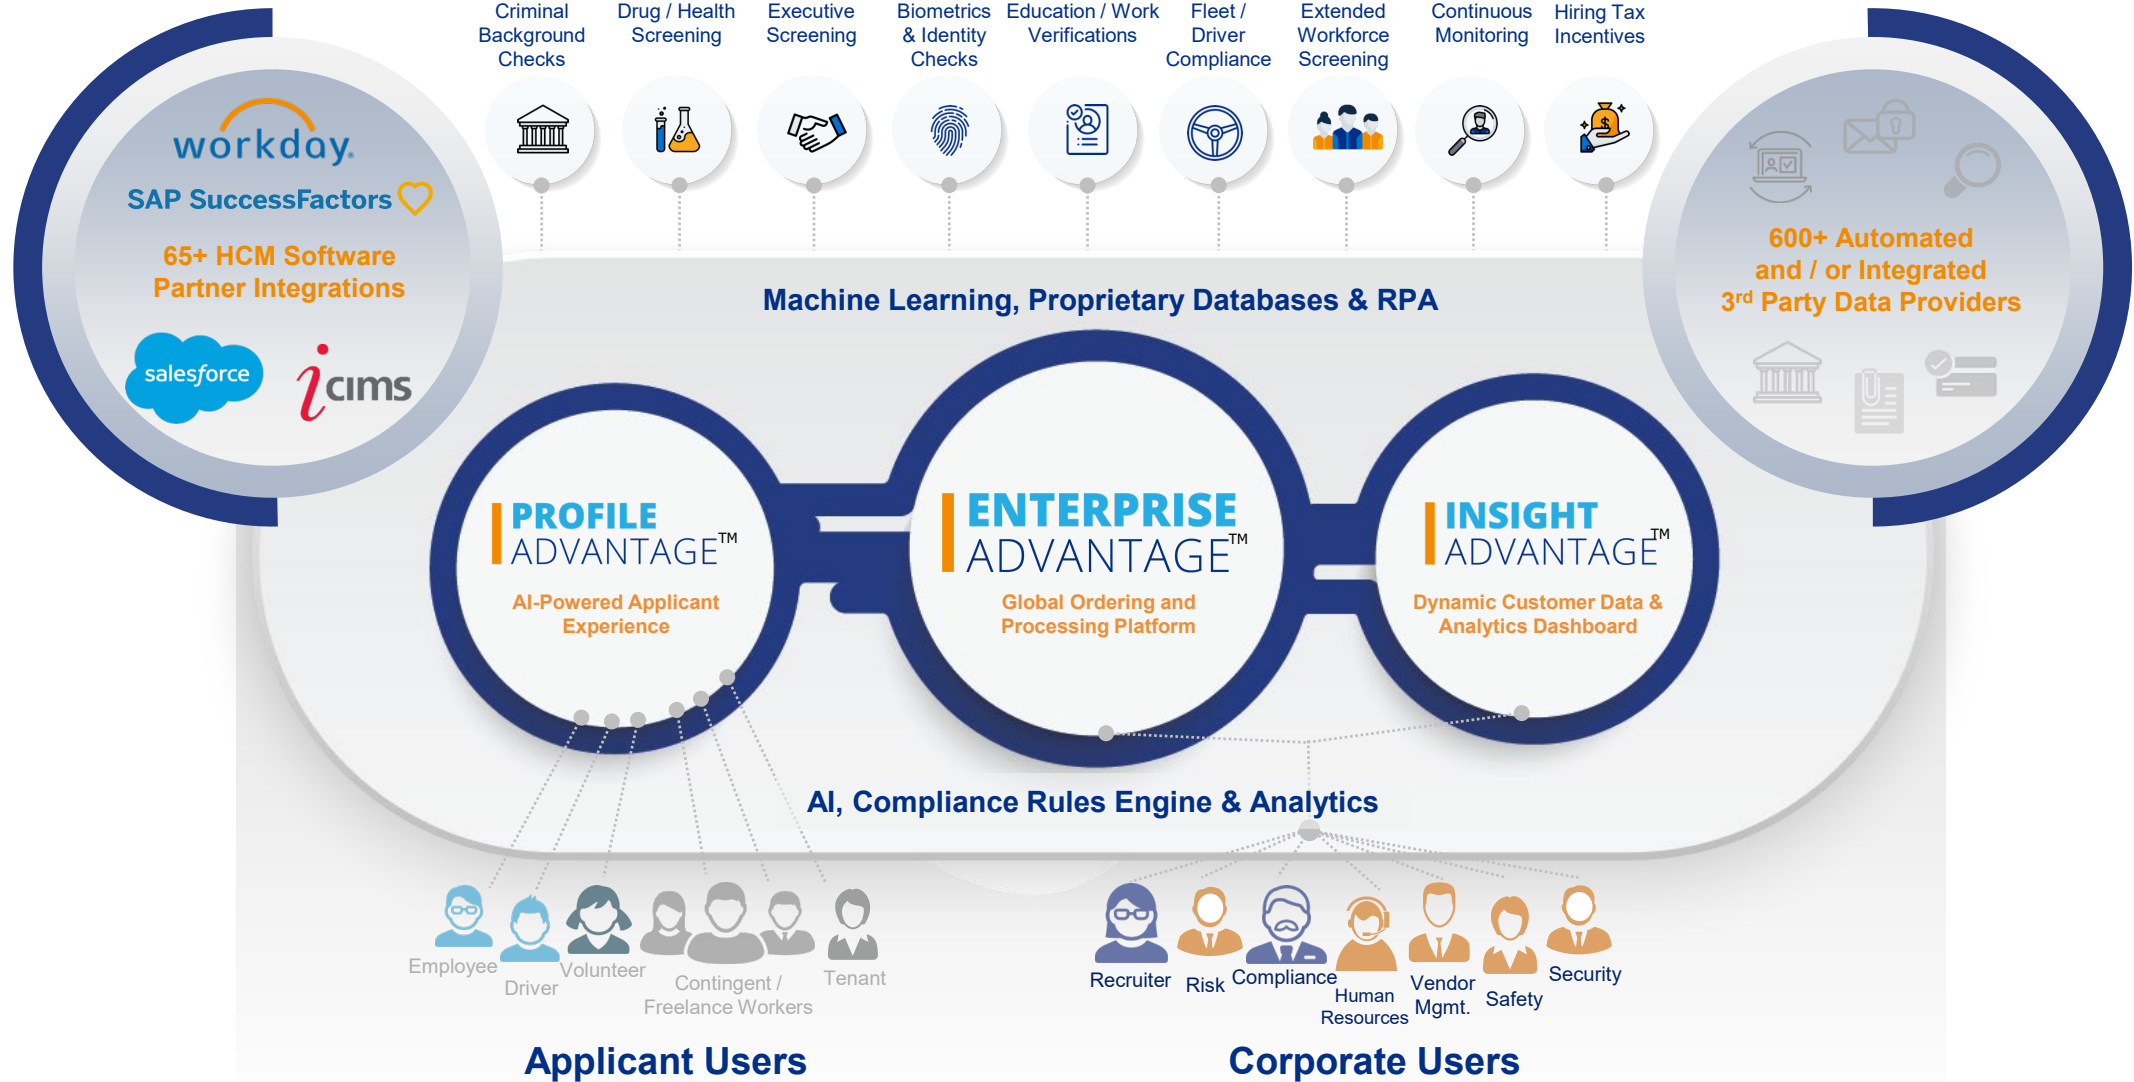 Criminal
Background
Checks
Drug / Health
Screening
Executive
Screening
Biometrics
& Identity
Checks
Education / Work
Verifications
Fleet /
Driver
Compliance
Extended
Workforce
Screening
Continuous
Monitoring
Hiring Tax
Incentives
workday.
SAP SuccessFactors
65+ HCM Software
Partner Integrations
salesforce
icims
600+ Automated
and / or Integrated
3rd Party Data Providers
Machine Learning, Proprietary Databases & RPA
PROFILE
ADVANTAGE™
AI-Powered Applicant
Experience
ENTERPRISE
ADVANTAGE™
Global Ordering and
Processing Platform
INSIGHT
ADVANTAGE™
Dynamic Customer Data &
Analytics Dashboard
AI, Compliance Rules Engine & Analytics
Employee
Driver
Volunteer
Contingent /
Freelance Workers
Tenant
Recruiter
Risk
Compliance
Human
Resources
Vendor
Mgmt.
Safety
Security
Applicant Users
Corporate Users